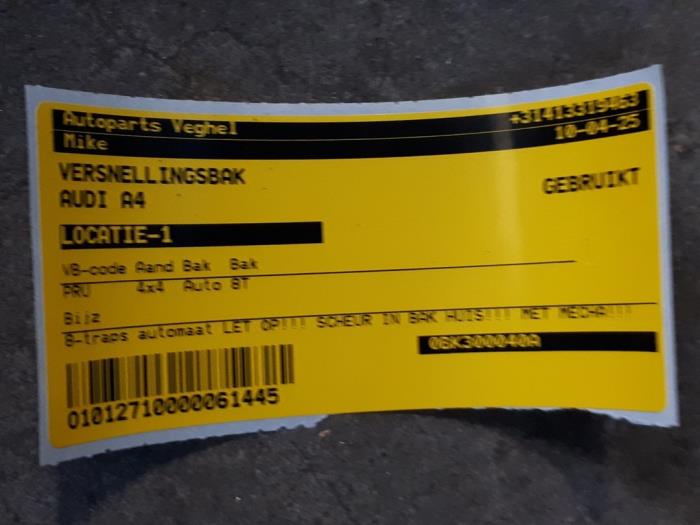 Autoparts Veghel +31413319463
Mike 10-04-25
VERSNELLINGSBAK GEBRUIKT
AUDI A4
LOCATIE-1
VB-code Aand Bak Bak
PRU 4x4 Auto 8T
Bijz
8-traps automaat LET OP!!! SCHEUR IN BAK HUIS!!! MET MECHA!!!
0BK300040A
01012710000061445